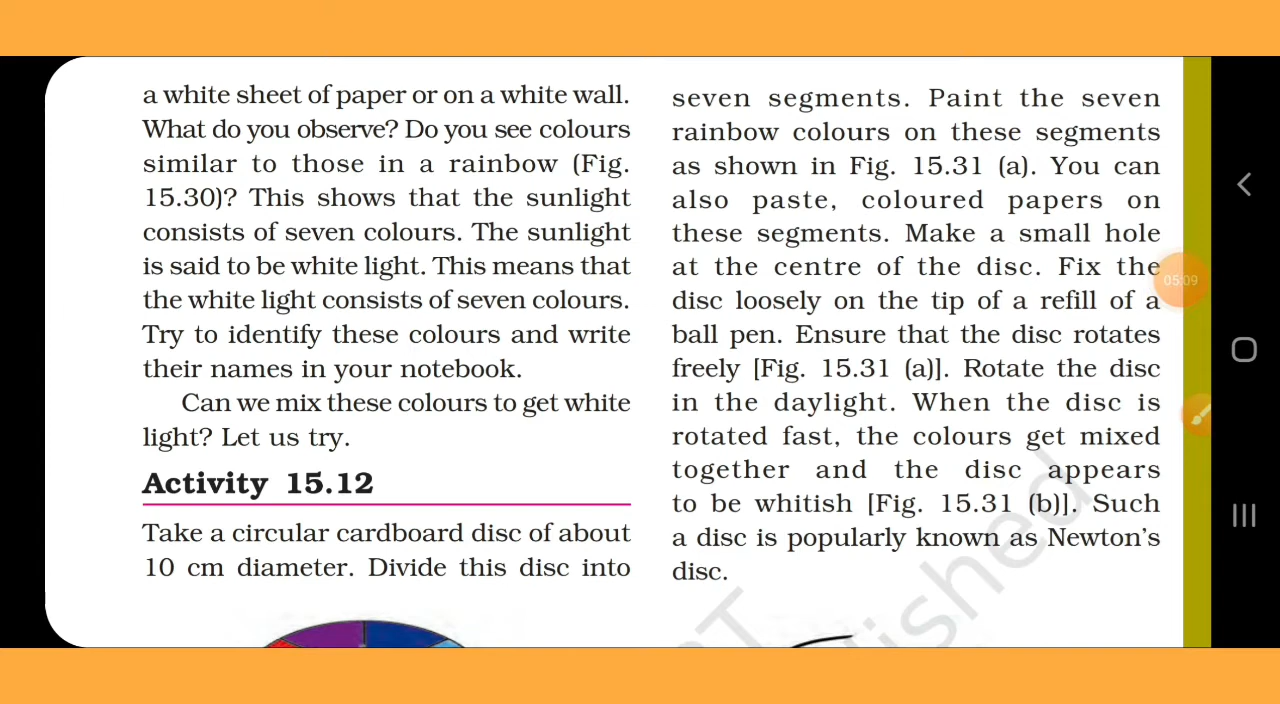 a white sheet of paper or on a white wall.
What do you observe? Do you see colours
similar to those in a rainbow (Fig.
15.30)? This shows that the sunlight
consists of seven colours. The sunlight
is said to be white light. This means that
the white light consists of seven colours.
Try to identify these colours and write
their names in your notebook.
Can we mix these colours to get white
light? Let us try.
Activity 15.12
Take a circular cardboard disc of about
10 cm diameter. Divide this disc into
seven segments. Paint the seven
rainbow colours on these segments
as shown in Fig. 15.31 (a). You can
also paste, coloured papers on
these segments. Make a small hole
at the centre of the disc. Fix the
disc loosely on the tip of a refill of a
ball pen. Ensure that the disc rotates
freely [Fig. 15.31 (a)]. Rotate the disc
in the daylight. When the disc is
rotated fast, the colours get mixed
together and the disc appears
to be whitish [Fig. 15.31 (b)]. Such
a disc is popularly known as Newton's
disc.
05:09